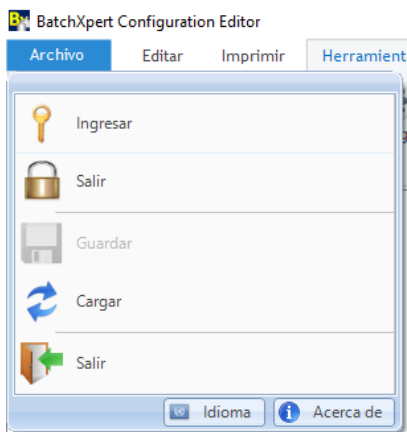 BatchXpert Configuration Editor
Archivo Editar Imprimir Herramient
Ingresar
Salir
Guardar
Cargar
Salir
Idioma Acerca de